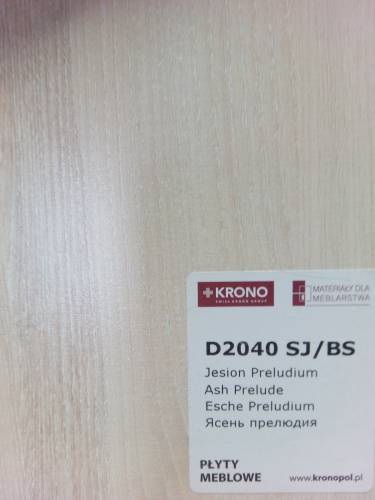 KRONO
SWISS KRONO GROUP
MATERIAŁY DLA
MEBLARSTWA
D2040 SJ/BS
Jesion Preludium
Ash Prelude
Esche Preludium
Ясень прелюдия
PŁYTY
MEBLOWE
www.kronopol.pl